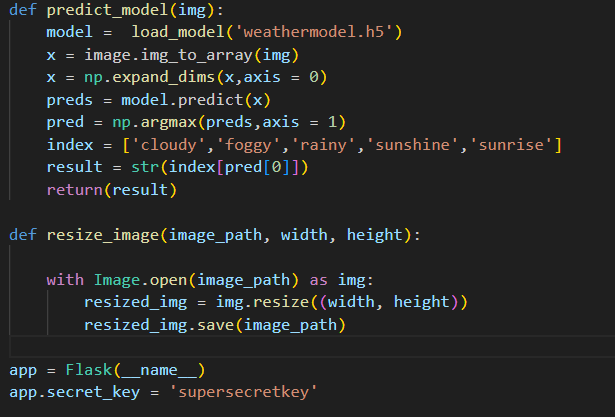 def predict_model(img):
    model =  load_model('weathermodel.h5')
    x = image.img_to_array(img)
    x = np.expand_dims(x,axis = 0)
    preds = model.predict(x)
    pred = np.argmax(preds,axis = 1)
    index = ['cloudy','foggy','rainy','sunshine','sunrise']
    result = str(index[pred[0]])
    return(result)

def resize_image(image_path, width, height):

    with Image.open(image_path) as img:
        resized_img = img.resize((width, height))
        resized_img.save(image_path)

app = Flask(__name__)
app.secret_key = 'supersecretkey'